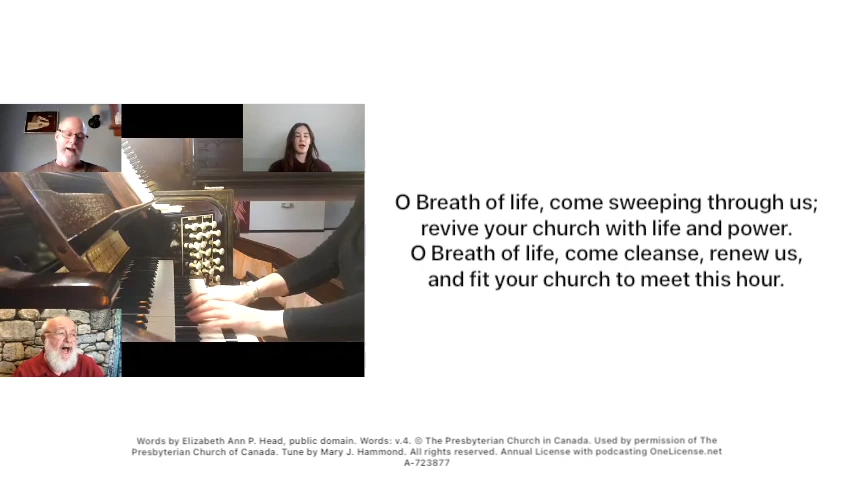 O Breath of life, come sweeping through us;
revive your church with life and power.
O Breath of life, come cleanse, renew us,
and fit your church to meet this hour.
Words by Elizabeth Ann P. Head, public domain. Words: v.4. © The Presbyterian Church in Canada. Used by permission of The
Presbyterian Church of Canada. Tune by Mary J. Hammond. All rights reserved. Annual License with podcasting OneLicense.net
A-723877